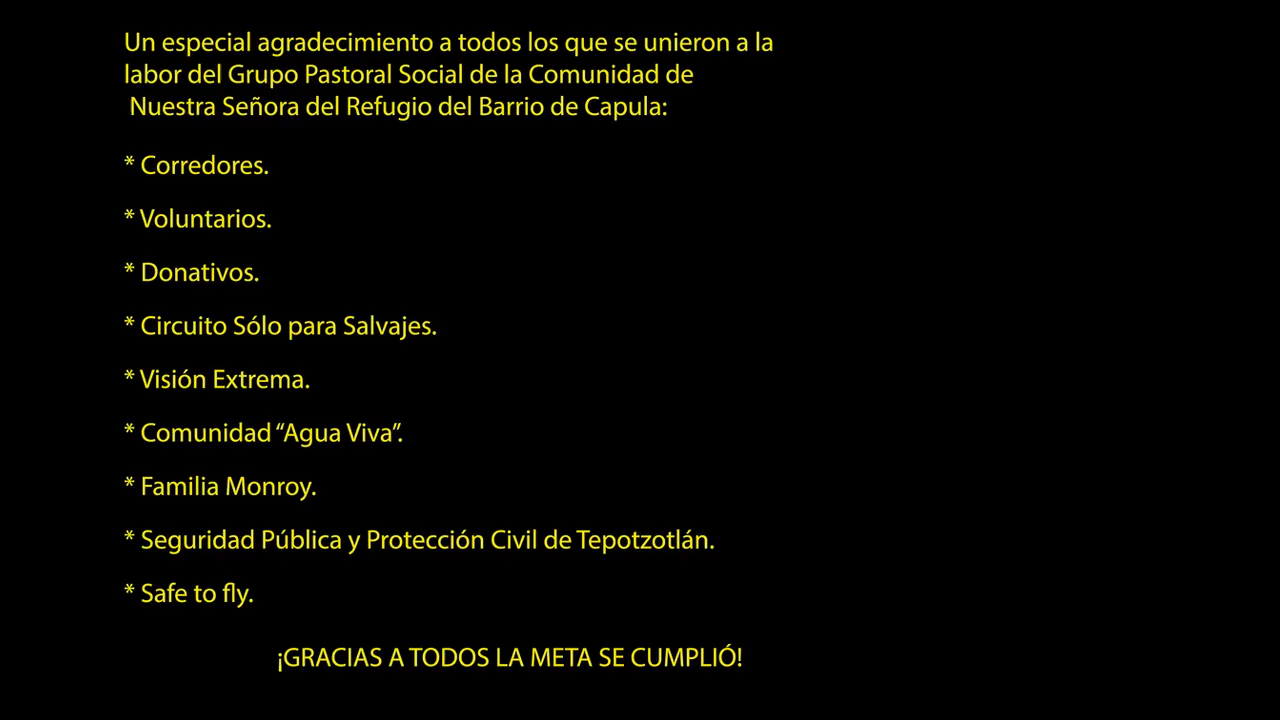 Un especial agradecimiento a todos los que se unieron a la
labor del Grupo Pastoral Social de la Comunidad de
Nuestra Señora del Refugio del Barrio de Capula:
* Corredores.
* Voluntarios.
* Donativos.
* Circuito Sólo para Salvajes.
* Visión Extrema.
* Comunidad “Agua Viva”.
* Familia Monroy.
* Seguridad Pública y Protección Civil de Tepotzotlán.
* Safe to fly.
¡GRACIAS A TODOS LA META SE CUMPLIÓ!